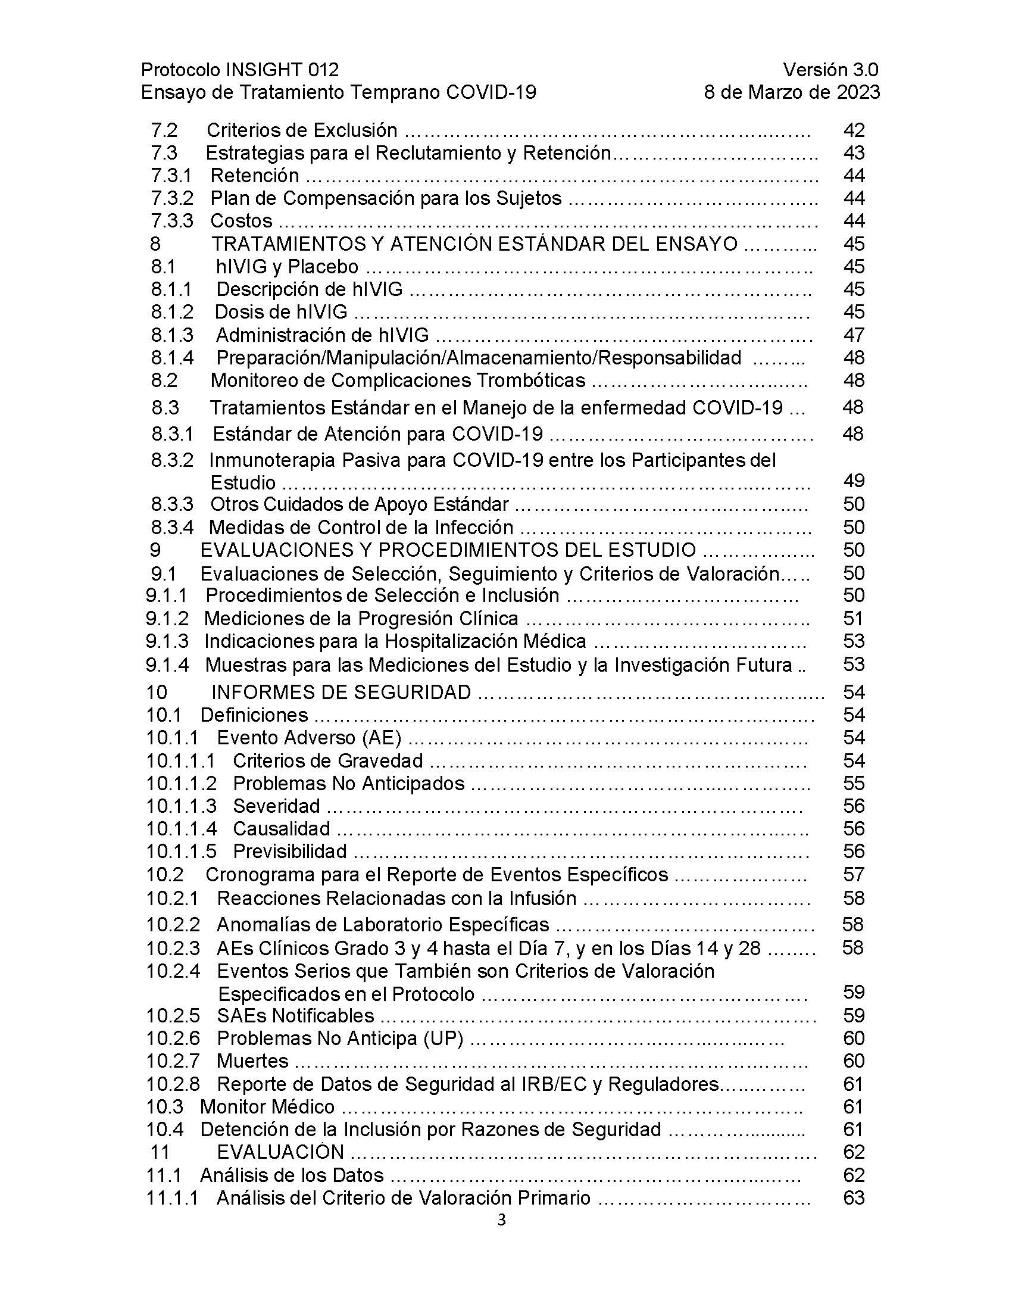 Protocolo INSIGHT 012 Versión 3.0
Ensayo de Tratamiento Temprano COVID-19 8 de Marzo de 2023
7.2 Criterios de Exclusión ................................................................ 42
7.3 Estrategias para el Reclutamiento y Retención................................ 43
7.3.1 Retención ................................................................ 44
7.3.2 Plan de Compensación para los Sujetos ................................ 44
7.3.3 Costos ................................................................ 44
8 TRATAMIENTOS Y ATENCIÓN ESTÁNDAR DEL ENSAYO ............ 45
8.1 hIVIG y Placebo ................................................................ 45
8.1.1 Descripción de hIVIG ................................................ 45
8.1.2 Dosis de hIVIG ................................................................ 45
8.1.3 Administración de hIVIG ................................................ 47
8.1.4 Preparación/Manipulación/Almacenamiento/Responsabilidad ......... 48
8.2 Monitoreo de Complicaciones Trombóticas ................................ 48
8.3 Tratamientos Estándar en el Manejo de la enfermedad COVID-19 ... 48
8.3.1 Estándar de Atención para COVID-19 ................................ 48
8.3.2 Inmunoterapia Pasiva para COVID-19 entre los Participantes del
Estudio ................................................................ 49
8.3.3 Otros Cuidados de Apoyo Estándar ................................ 50
8.3.4 Medidas de Control de la Infección ................................ 50
9 EVALUACIONES Y PROCEDIMIENTOS DEL ESTUDIO .................. 50
9.1 Evaluaciones de Selección, Seguimiento y Criterios de Valoración..... 50
9.1.1 Procedimientos de Selección e Inclusión ................................ 50
9.1.2 Mediciones de la Progresión Clínica ................................ 51
9.1.3 Indicaciones para la Hospitalización Médica ........................ 53
9.1.4 Muestras para las Mediciones del Estudio y la Investigación Futura .. 53
10 INFORMES DE SEGURIDAD ................................................ 54
10.1 Definiciones ................................................................ 54
10.1.1 Evento Adverso (AE) ................................................ 54
10.1.1.1 Criterios de Gravedad ................................................ 54
10.1.1.2 Problemas No Anticipados ................................ 55
10.1.1.3 Severidad ................................................................ 56
10.1.1.4 Causalidad ................................................................ 56
10.1.1.5 Previsibilidad ................................................................ 56
10.2 Cronograma para el Reporte de Eventos Específicos .................... 57
10.2.1 Reacciones Relacionadas con la Infusión ................................ 58
10.2.2 Anomalías de Laboratorio Específicas ................................ 58
10.2.3 AEs Clínicos Grado 3 y 4 hasta el Día 7, y en los Días 14 y 28 ........ 58
10.2.4 Eventos Serios que También son Criterios de Valoración
Especificados en el Protocolo ................................................ 59
10.2.5 SAEs Notificables ................................................................ 59
10.2.6 Problemas No Anticipa (UP) ................................................ 60
10.2.7 Muertes ................................................................ 60
10.2.8 Reporte de Datos de Seguridad al IRB/EC y Reguladores............. 61
10.3 Monitor Médico ................................................................ 61
10.4 Detención de la Inclusión por Razones de Seguridad ...................... 61
11 EVALUACIÓN ................................................................ 62
11.1 Análisis de los Datos ................................................................ 62
11.1.1 Análisis del Criterio de Valoración Primario ................................ 63
3